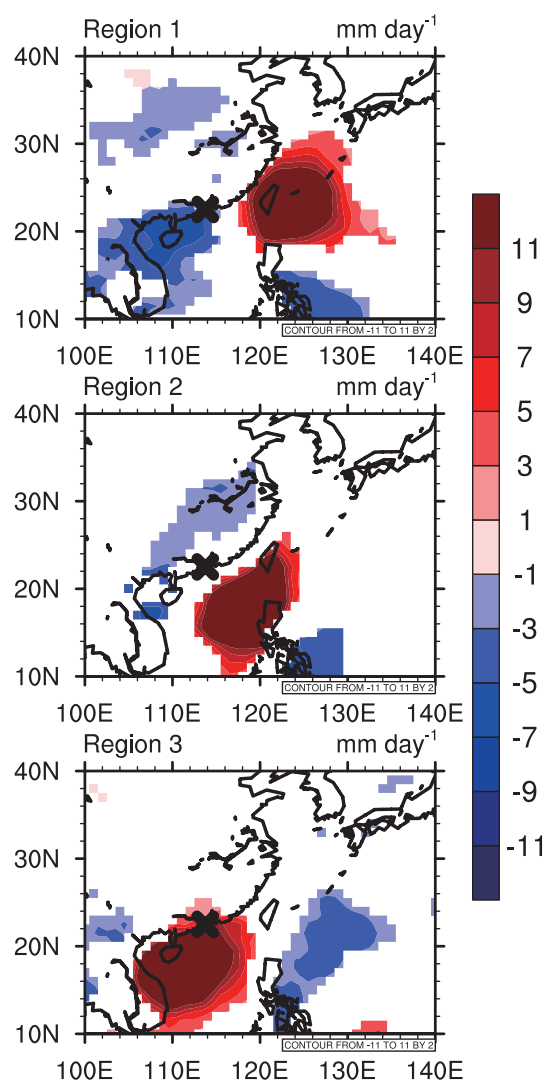 Region 1 mm day-1
40N
30N
20N
10N
CONTOUR FROM -11 TO 11 BY 2
100E 110E 120E 130E 140E
Region 2 mm day-1
40N
30N
20N
10N
CONTOUR FROM -11 TO 11 BY 2
100E 110E 120E 130E 140E
Region 3 mm day-1
40N
30N
20N
10N
CONTOUR FROM -11 TO 11 BY 2
100E 110E 120E 130E 140E
11
9
7
5
3
1
-1
-3
-5
-7
-9
-11